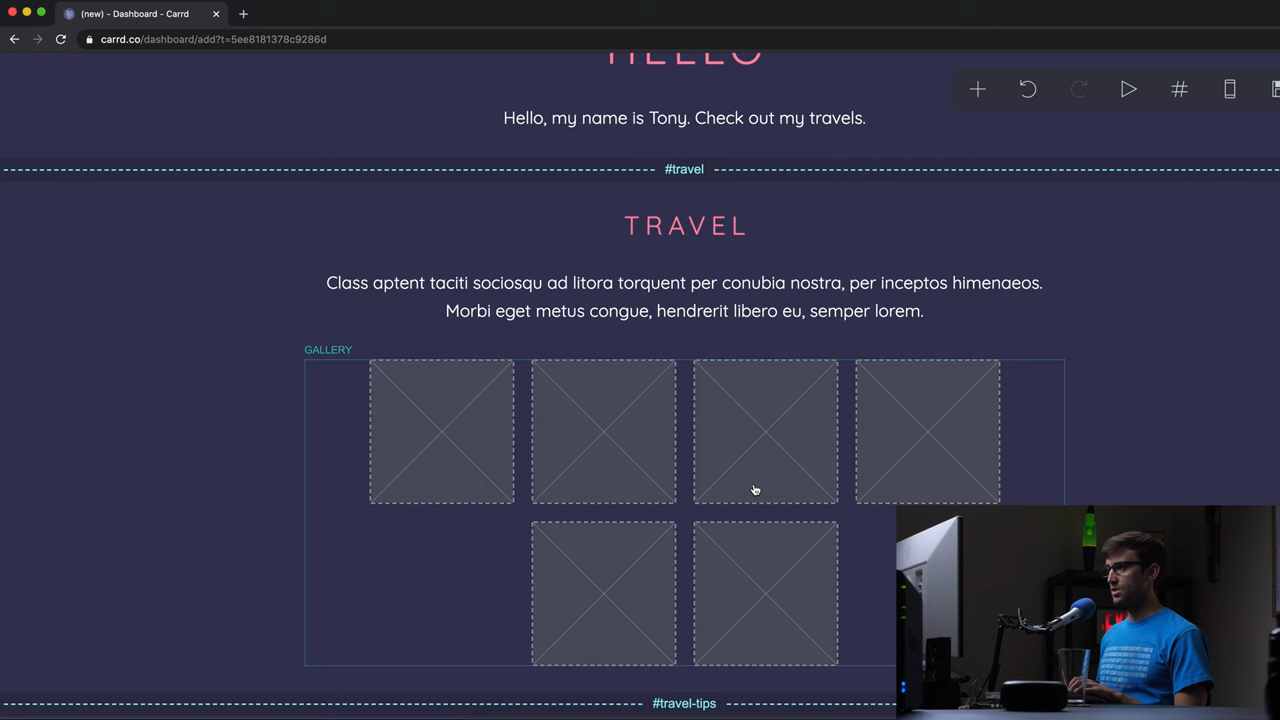 (new) - Dashboard - Carrd
carrd.co/dashboard/add?t=5ee8181378c9286d
HELLO
Hello, my name is Tony. Check out my travels.
#travel
TRAVEL
Class aptent taciti sociosqu ad litora torquent per conubia nostra, per inceptos himenaeos.
Morbi eget metus congue, hendrerit libero eu, semper lorem.
GALLERY
#travel-tips